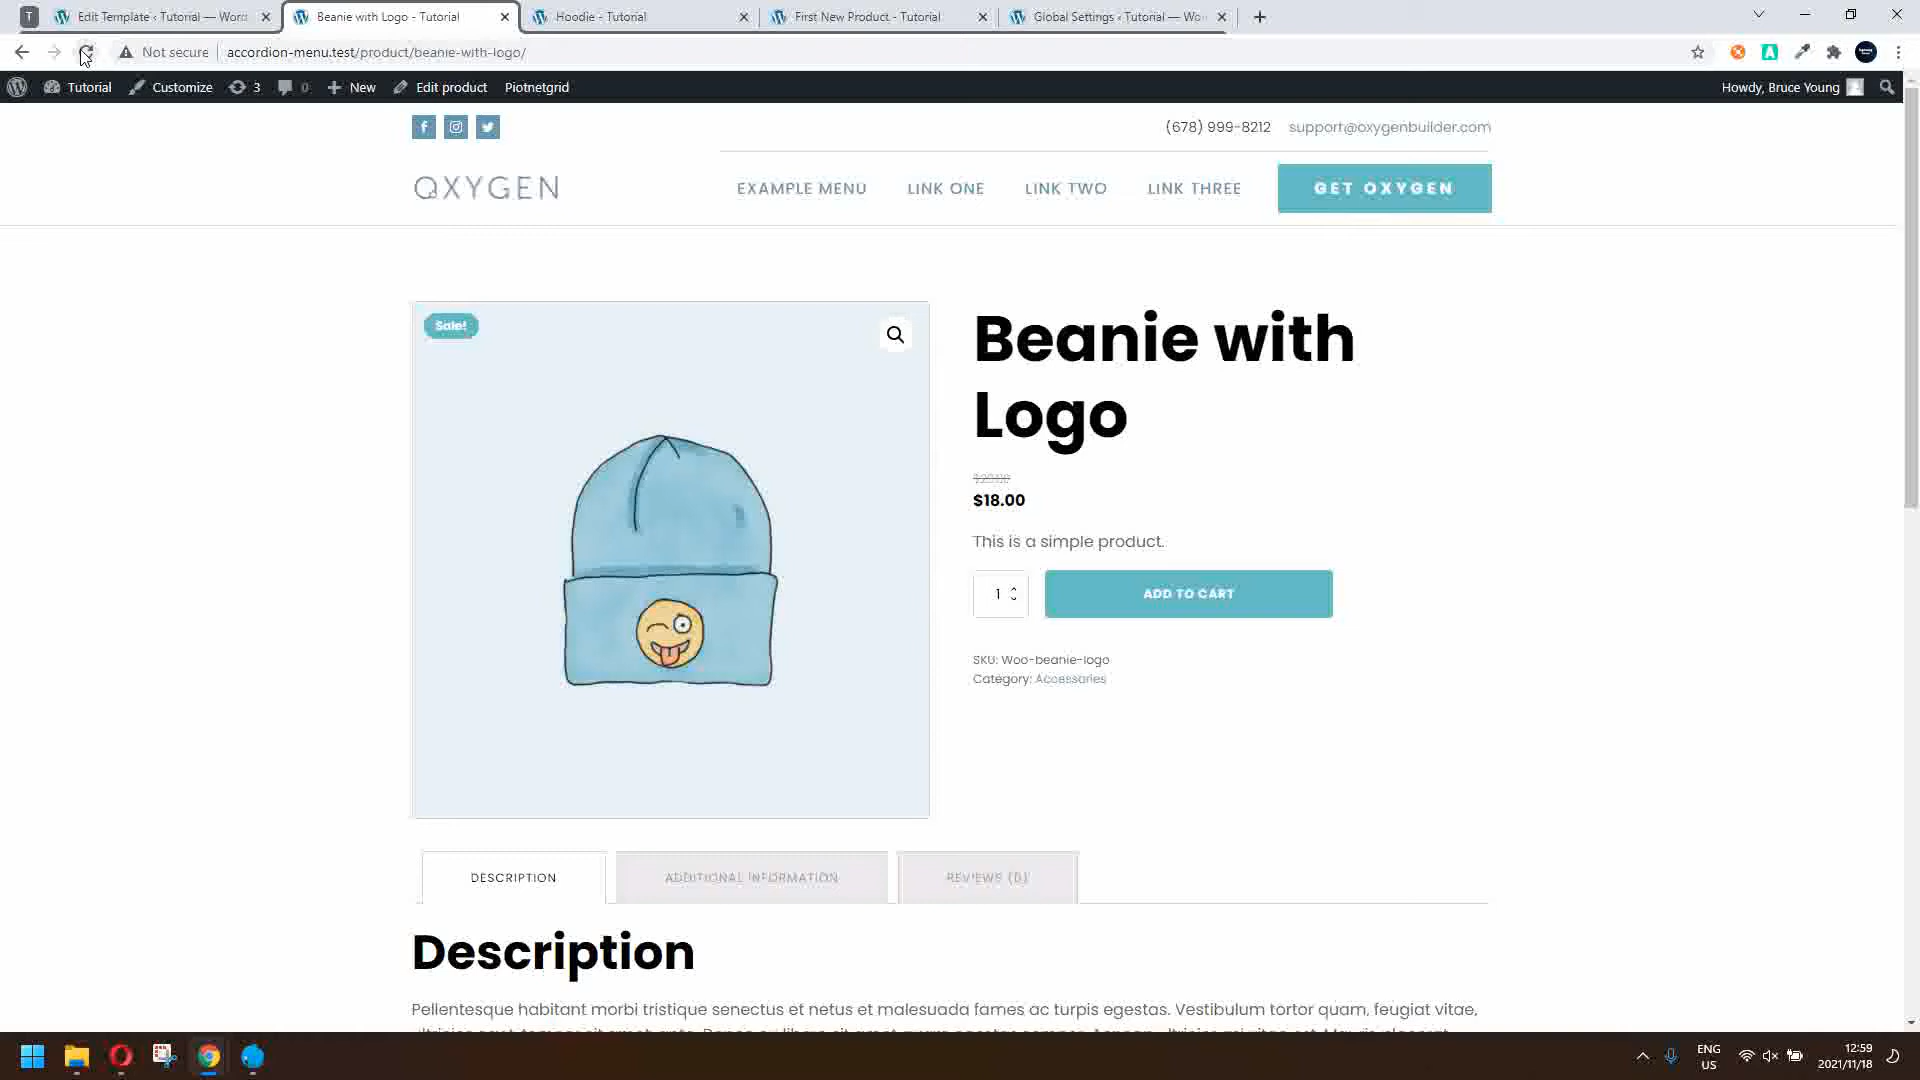 T
Edit Template ‹ Tutorial — Word
Beanie with Logo - Tutorial
Hoodie - Tutorial
First New Product - Tutorial
Global Settings ‹ Tutorial — Wo
Not secure
accordion-menu.test/product/beanie-with-logo/
A
Tutorial
Customize
3
0
New
Edit product
Piotnetgrid
Howdy, Bruce Young
(678) 999-8212
support@oxygenbuilder.com
OXYGEN
EXAMPLE MENU
LINK ONE
LINK TWO
LINK THREE
GET OXYGEN
Sale!
Beanie with
Logo
$20.00
$18.00
This is a simple product.
1
ADD TO CART
SKU: Woo-beanie-logo
Category: Accessories
DESCRIPTION
ADDITIONAL INFORMATION
REVIEWS (0)
Description
Pellentesque habitant morbi tristique senectus et netus et malesuada fames ac turpis egestas. Vestibulum tortor quam, feugiat vitae,
ENG
US
12:59
2021/11/18